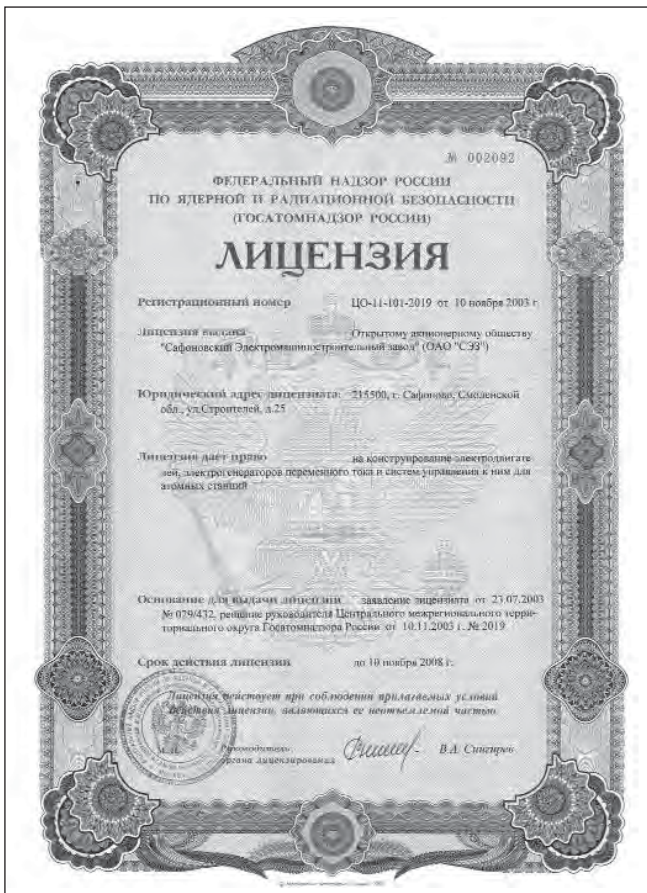 № 002092
ФЕДЕРАЛЬНЫЙ НАДЗОР РОССИИ
ПО ЯДЕРНОЙ И РАДИАЦИОННОЙ БЕЗОПАСНОСТИ
(ГОСАТОМНАДЗОР РОССИИ)
ЛИЦЕНЗИЯ
Регистрационный номер ЦО-11-101-2019 от 10 ноября 2003 г.
Лицензия выдана Открытому акционерному обществу
"Сафоновский Электромашиностроительный завод" (ОАО "СЭЗ")
Юридический адрес лицензиата: 215500, г. Сафоново, Смоленской
обл., ул.Строителей, д.25
Лицензия дает право на конструирование электродвигате
лей, электрогенераторов переменного тока и систем управления к ним для
атомных станций
Основание для выдачи лицензии заявление лицензиата от 23.07.2003
№ 079/432, решение руководителя Центрального межрегионального терри-
ториального округа Госатомнадзора России от 10.11.2003 г. № 2019
Срок действия лицензии до 10 ноября 2008 г.
Лицензия действует при соблюдении прилагаемых условий
действия лицензии, являющихся ее неотъемлемой частью
М.П. Руководитель
органа лицензирования В.А.